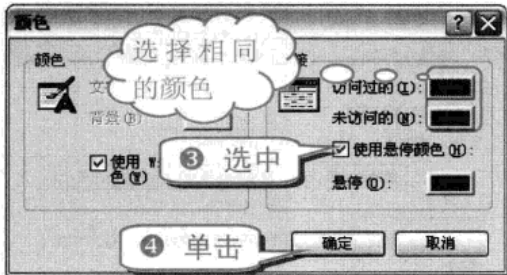 颜色
颜色
选择相同
的颜色
文
接
访问过的(I):
背景(B)
未访问的(N):
使用 W
色(W)
❸ 选中
使用悬停颜色(H):
悬停(O):
❹ 单击
确定
取消